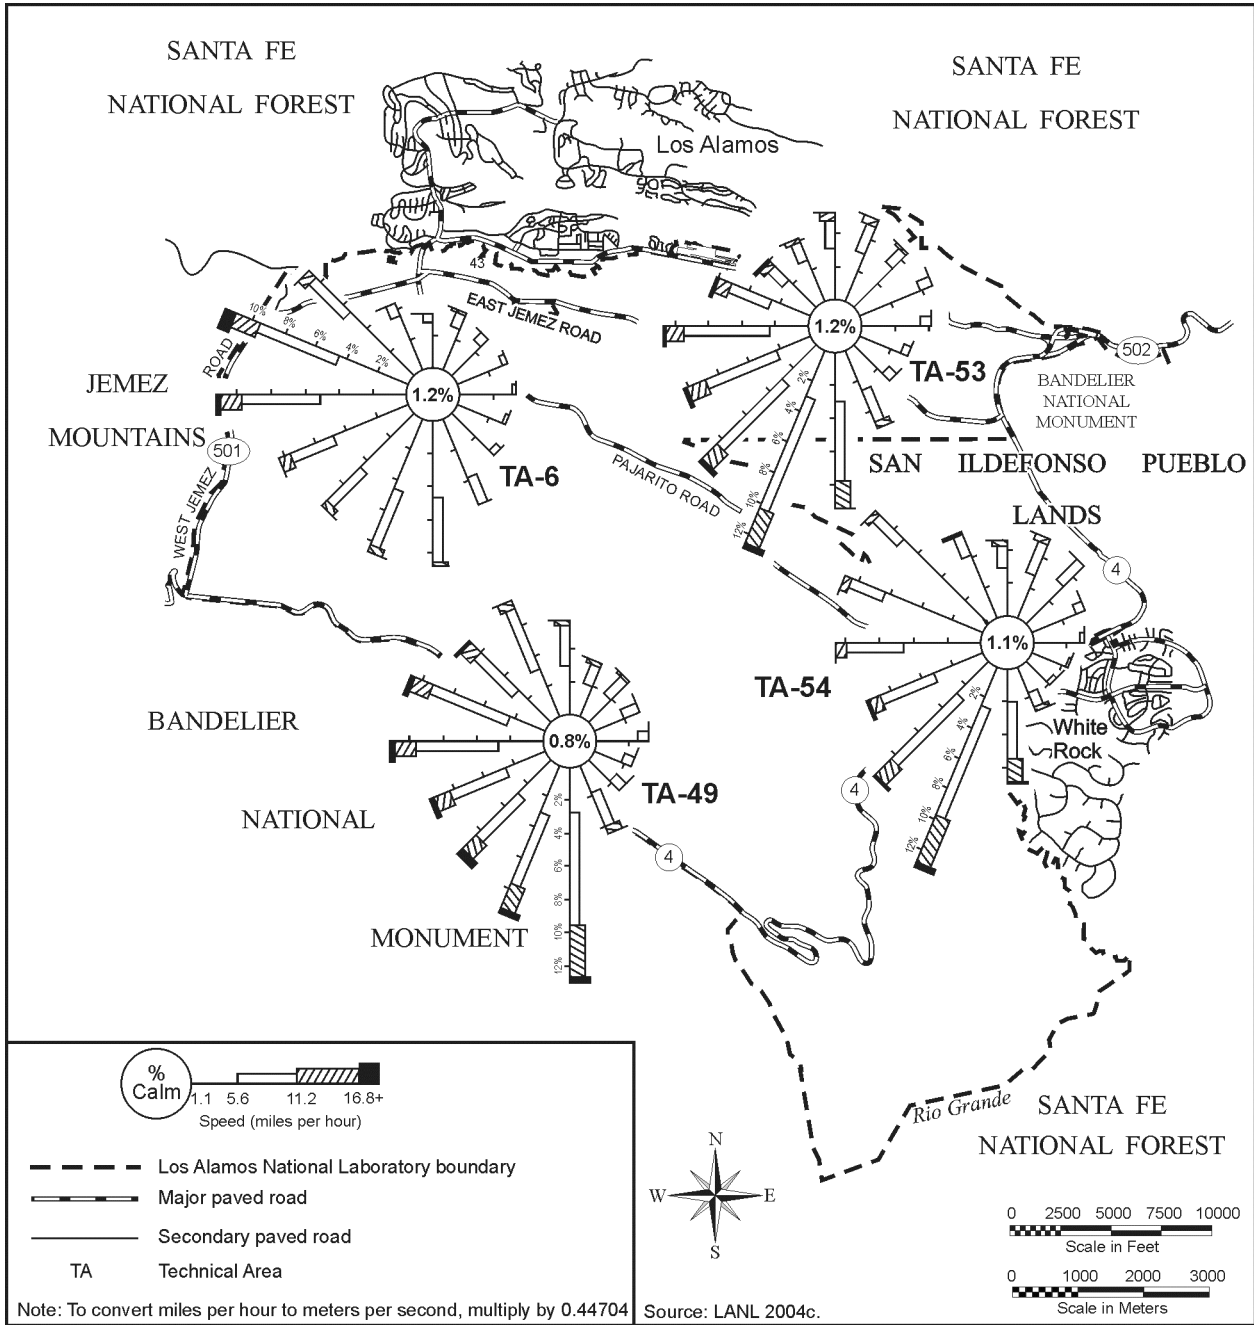 SANTA FE
NATIONAL FOREST
SANTA FE
NATIONAL FOREST
Los Alamos
43
EAST JEMEZ ROAD
1.2%
TA-53
2%
4%
6%
8%
10%
12%
502
BANDELIER
NATIONAL
MONUMENT
10%
8%
6%
4%
2%
1.2%
TA-6
ROAD
JEMEZ
MOUNTAINS
501
WEST JEMEZ
PAJARITO ROAD
SAN ILDEFONSO PUEBLO
LANDS
4
1.1%
TA-54
2%
4%
6%
8%
10%
12%
White
Rock
BANDELIER
NATIONAL
MONUMENT
0.8%
TA-49
2%
4%
6%
8%
10%
12%
4
4
Rio Grande
SANTA FE
NATIONAL FOREST
%
Calm
1.1 5.6 11.2 16.8+
Speed (miles per hour)
Los Alamos National Laboratory boundary
Major paved road
Secondary paved road
TA Technical Area
Note: To convert miles per hour to meters per second, multiply by 0.44704
Source: LANL 2004c.
N
W E
S
0 2500 5000 7500 10000
Scale in Feet
0 1000 2000 3000
Scale in Meters